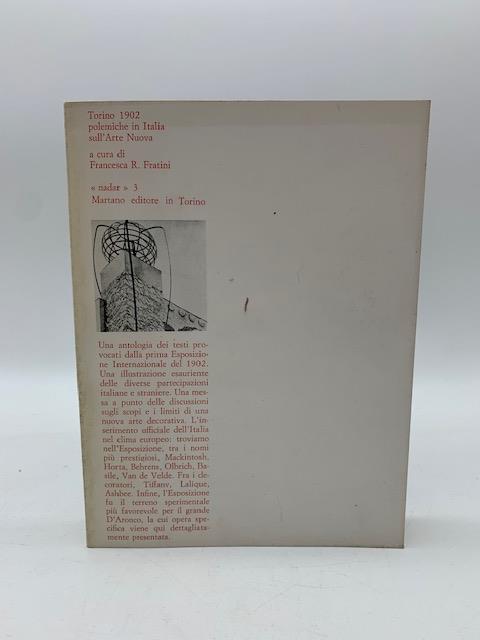 Torino 1902
polemiche in Italia
sull'Arte Nuova
a cura di
Francesca R. Fratini
« nadar » 3
Martano editore in Torino
Una antologia dei testi pro-
vocati dalla prima Esposizio-
ne Internazionale del 1902.
Una illustrazione esauriente
delle diverse partecipazioni
italiane e straniere. Una mes-
sa a punto delle discussioni
sugli scopi e i limiti di una
nuova arte decorativa. L'in-
serimento ufficiale dell'Italia
nel clima europeo: troviamo
nell'Esposizione, tra i nomi
più prestigiosi, Mackintosh,
Horta, Behrens, Olbrich, Ba-
sile, Van de Velde. Fra i de-
coratori, Tiffany, Lalique,
Ashbee. Infine, l'Esposizione
fu il terreno sperimentale
più favorevole per il grande
D'Aronco, la cui opera spe-
cifica viene qui dettagliata-
mente presentata.